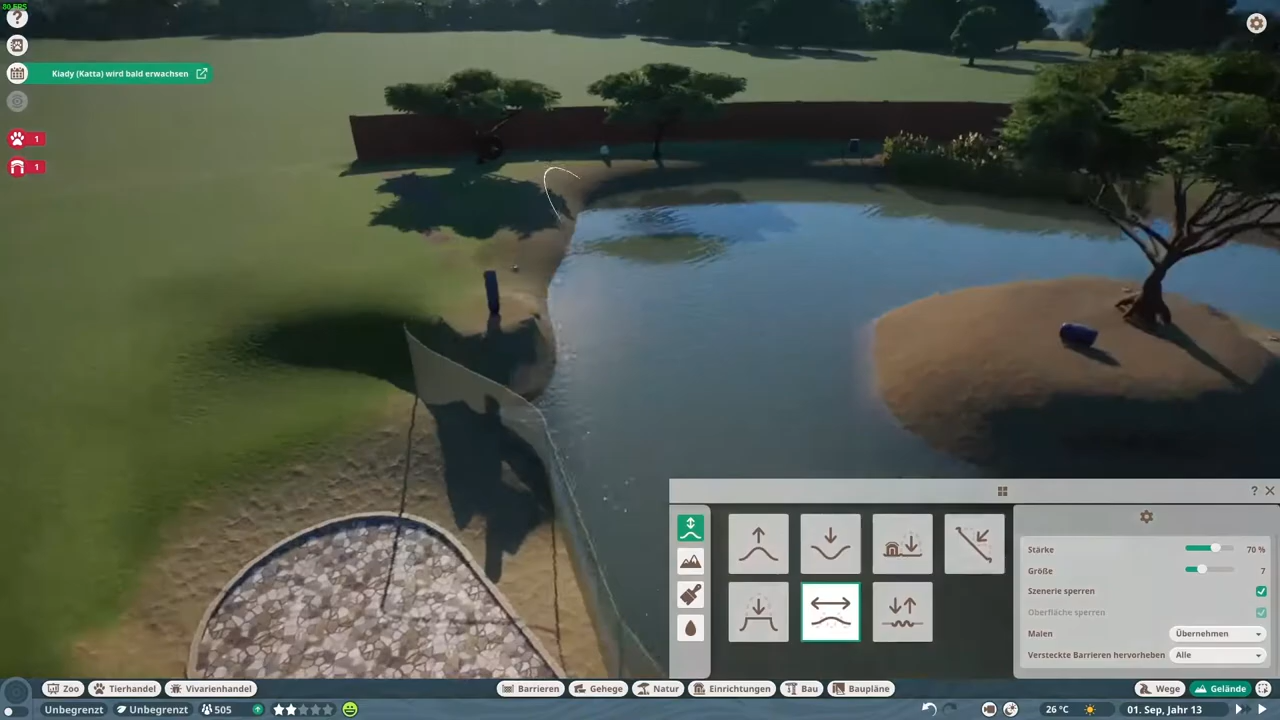 80 FPS
?
Kiady (Katta) wird bald erwachsen
1
1
? ×
Stärke 70 %
Größe 7
Szenerie sperren
Oberfläche sperren
Malen Übernehmen
Versteckte Barrieren hervorheben Alle
Zoo Tierhandel Vivarienhandel Barrieren Gehege Natur Einrichtungen Bau Baupläne Wege Gelände
Unbegrenzt Unbegrenzt 505 26 °C 01. Sep, Jahr 13